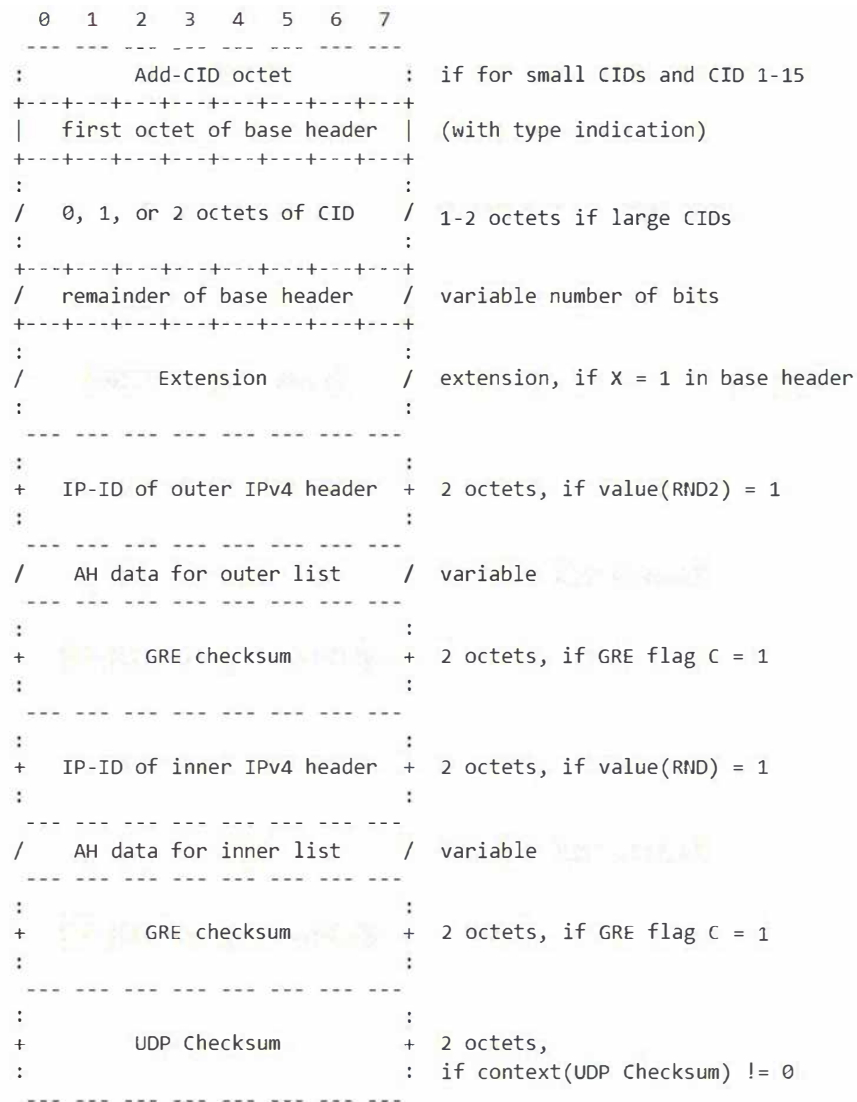 0 1 2 3 4 5 6 7
--- --- --- --- --- --- --- ---
: Add-CID octet : if for small CIDs and CID 1-15
+---+---+---+---+---+---+---+---+
| first octet of base header | (with type indication)
+---+---+---+---+---+---+---+---+
: :
/ 0, 1, or 2 octets of CID / 1-2 octets if large CIDs
: :
+---+---+---+---+---+---+---+---+
/ remainder of base header / variable number of bits
+---+---+---+---+---+---+---+---+
: :
/ Extension / extension, if X = 1 in base header
: :
--- --- --- --- --- --- --- ---
: :
+ IP-ID of outer IPv4 header + 2 octets, if value(RND2) = 1
: :
--- --- --- --- --- --- --- ---
/ AH data for outer list / variable
--- --- --- --- --- --- --- ---
: :
+ GRE checksum + 2 octets, if GRE flag C = 1
: :
--- --- --- --- --- --- --- ---
: :
+ IP-ID of inner IPv4 header + 2 octets, if value(RND) = 1
: :
--- --- --- --- --- --- --- ---
/ AH data for inner list / variable
--- --- --- --- --- --- --- ---
: :
+ GRE checksum + 2 octets, if GRE flag C = 1
: :
--- --- --- --- --- --- --- ---
: :
+ UDP Checksum + 2 octets,
: : if context(UDP Checksum) != 0
--- --- --- --- --- --- --- ---